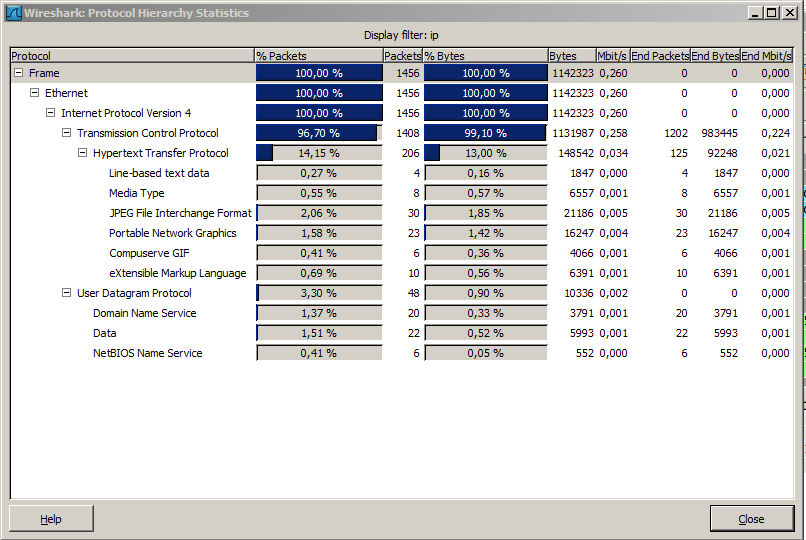 Wireshark: Protocol Hierarchy Statistics
Display filter: ip
Protocol % Packets Packets % Bytes Bytes Mbit/s End Packets End Bytes End Mbit/s
Frame 100,00 % 1456 100,00 % 1142323 0,260 0 0 0,000
Ethernet 100,00 % 1456 100,00 % 1142323 0,260 0 0 0,000
Internet Protocol Version 4 100,00 % 1456 100,00 % 1142323 0,260 0 0 0,000
Transmission Control Protocol 96,70 % 1408 99,10 % 1131987 0,258 1202 983445 0,224
Hypertext Transfer Protocol 14,15 % 206 13,00 % 148542 0,034 125 92248 0,021
Line-based text data 0,27 % 4 0,16 % 1847 0,000 4 1847 0,000
Media Type 0,55 % 8 0,57 % 6557 0,001 8 6557 0,001
JPEG File Interchange Format 2,06 % 30 1,85 % 21186 0,005 30 21186 0,005
Portable Network Graphics 1,58 % 23 1,42 % 16247 0,004 23 16247 0,004
Compuserve GIF 0,41 % 6 0,36 % 4066 0,001 6 4066 0,001
eXtensible Markup Language 0,69 % 10 0,56 % 6391 0,001 10 6391 0,001
User Datagram Protocol 3,30 % 48 0,90 % 10336 0,002 0 0 0,000
Domain Name Service 1,37 % 20 0,33 % 3791 0,001 20 3791 0,001
Data 1,51 % 22 0,52 % 5993 0,001 22 5993 0,001
NetBIOS Name Service 0,41 % 6 0,05 % 552 0,000 6 552 0,000
Help Close